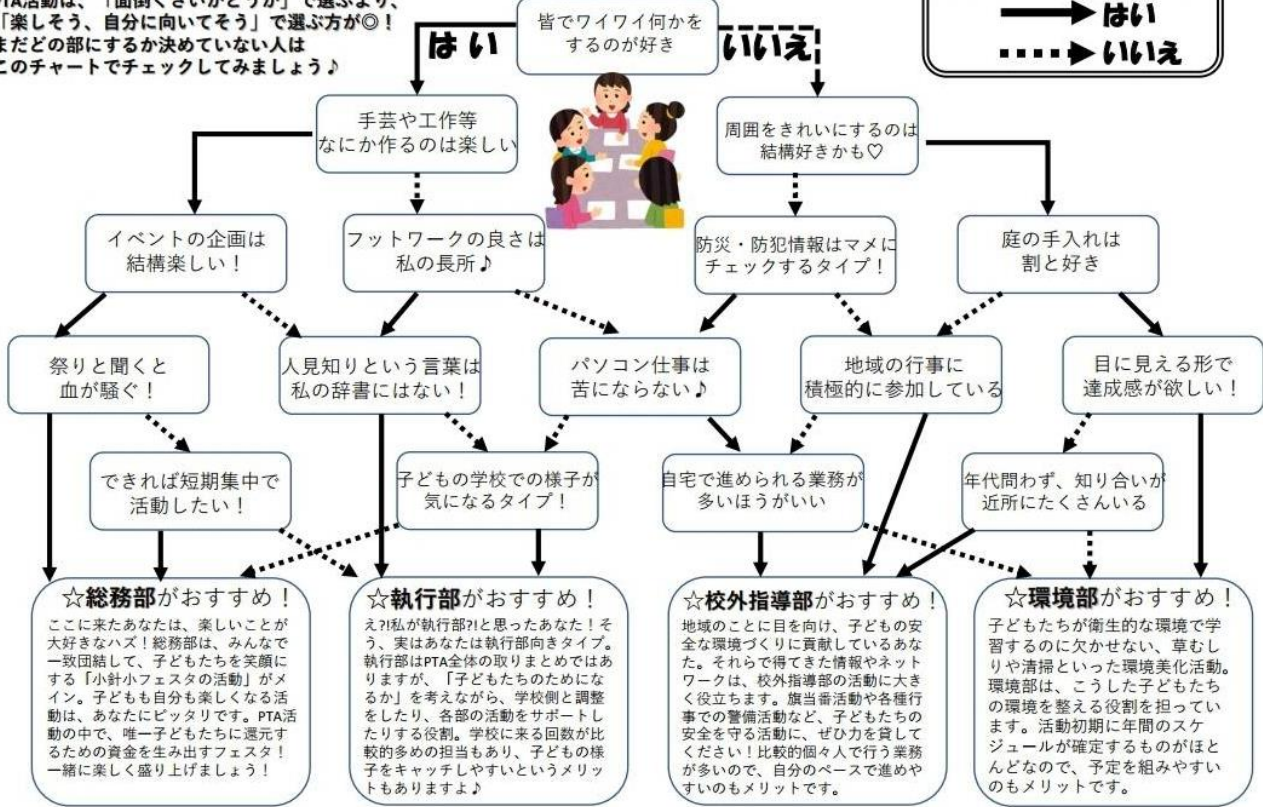 PTA活動は、「面倒くさいかどうか」で選ぶより、
「楽しそう、自分に向いてそう」で選ぶ方が◎！
まだどの部にするか決めていない人は
このチャートでチェックしてみましょう♪
はい
いいえ
皆でワイワイ何かを
するのが好き
はい
いいえ
手芸や工作等
なにか作るのは楽しい
周囲をきれいにするのは
結構好きかも♡
イベントの企画は
結構楽しい！
フットワークの良さは
私の長所♪
防災・防犯情報はマメに
チェックするタイプ！
庭の手入れは
割と好き
祭りと聞くと
血が騒ぐ！
人見知りという言葉は
私の辞書にはない！
パソコン仕事は
苦にならない♪
地域の行事に
積極的に参加している
目に見える形で
達成感が欲しい！
できれば短期集中で
活動したい！
子どもの学校での様子が
気になるタイプ！
自宅で進められる業務が
多いほうがいい
年代問わず、知り合いが
近所にたくさんいる
☆総務部がおすすめ！
ここに来たあなたは、楽しいことが
大好きなハズ！総務部は、みんなで
一致団結して、子どもたちを笑顔に
する「小針小フェスタの活動」がメ
イン。子どもも自分も楽しくなる活
動は、あなたにピッタリです。PTA活
動の中で、唯一子どもたちに還元す
るための資金を生み出すフェスタ！
一緒に楽しく盛り上げましょう！
☆執行部がおすすめ！
え?!私が執行部?!と思ったあなた！そ
う、実はあなたは執行部向きタイプ。
執行部はPTA全体の取りまとめではあ
りますが、「子どもたちのためにな
るか」を考えながら、学校側と調整
をしたり、各部の活動をサポートし
たりする役割。学校に来る回数が比
較的多めの担当もあり、子どもの様
子をキャッチしやすいというメリッ
トもありますよ♪
☆校外指導部がおすすめ！
地域のことに目を向け、子どもの安
全な環境づくりに貢献しているあな
た。それらで得てきた情報やネット
ワークは、校外指導部の活動に大き
く役立ちます。旗当番活動や各種行
事での警備活動など、子どもたちの
安全を守る活動に、ぜひ力を貸して
ください！比較的個々人で行う業務
が多いので、自分のペースで進めや
すいのもメリットです。
☆環境部がおすすめ！
子どもたちが衛生的な環境で学
習するのに欠かせない、草むし
りや清掃といった環境美化活動。
環境部は、こうした子どもたち
の環境を整える役割を担ってい
ます。活動初期に年間のスケ
ジュールが確定するものがほと
んどなので、予定を組みやすい
のもメリットです。